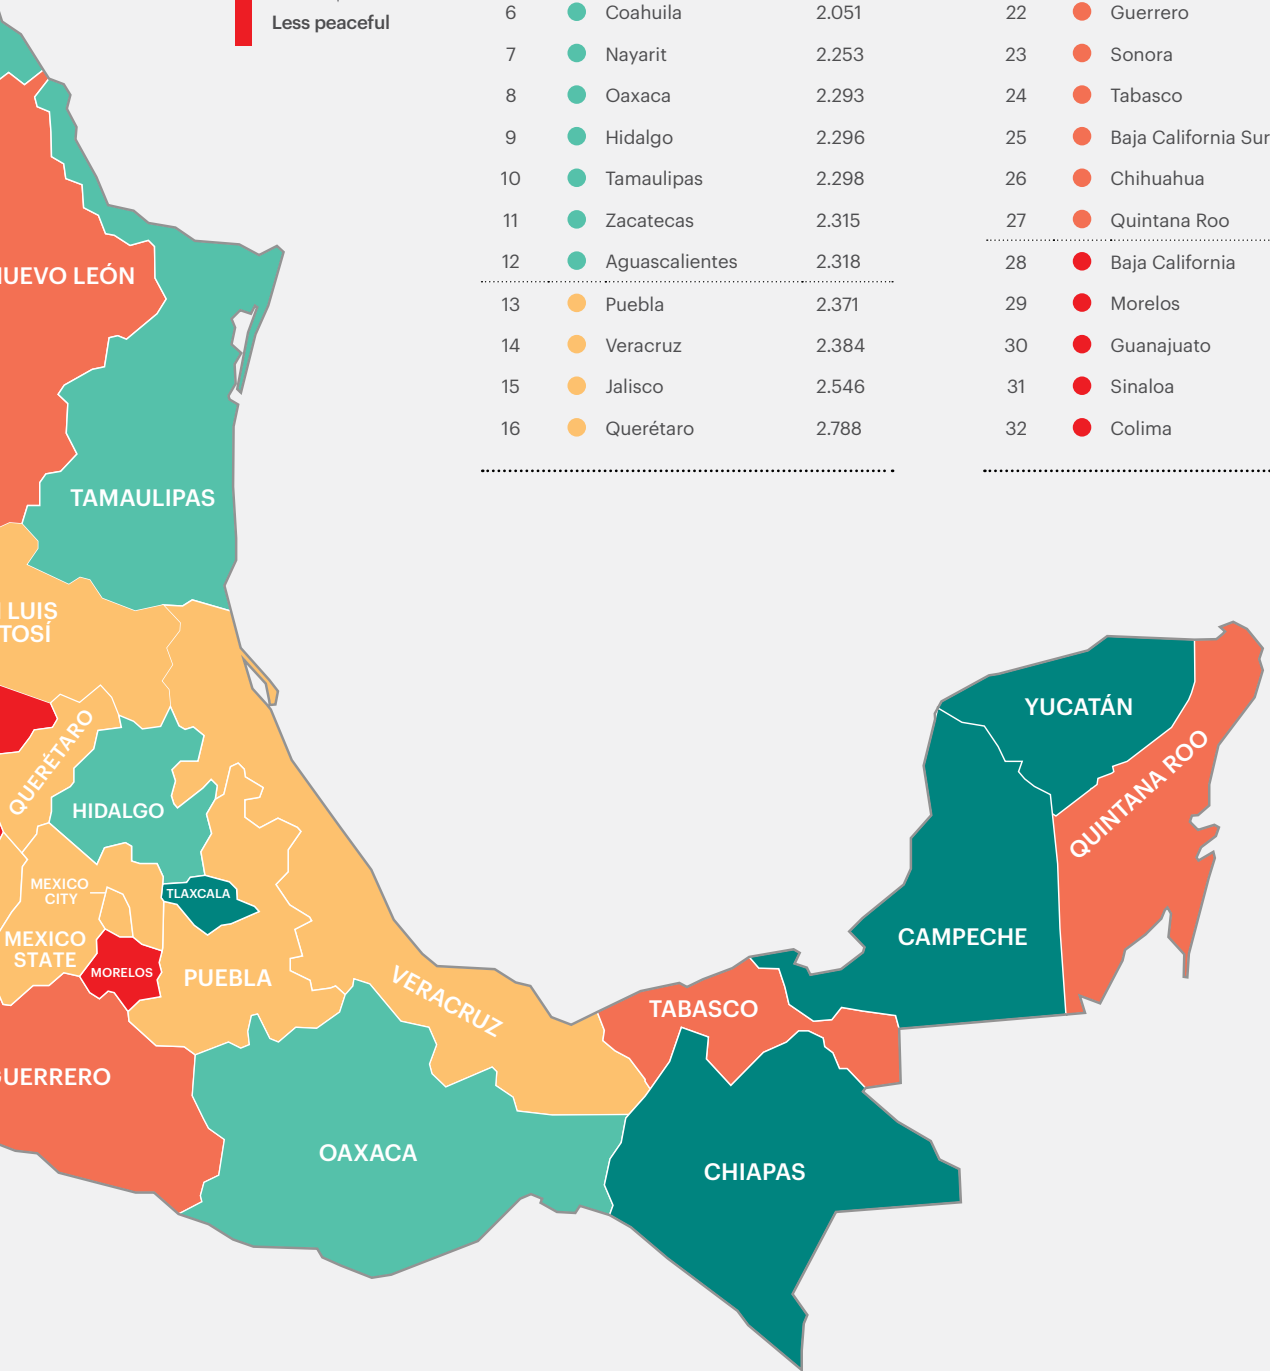 Less peaceful
6 Coahuila 2.051
7 Nayarit 2.253
8 Oaxaca 2.293
9 Hidalgo 2.296
10 Tamaulipas 2.298
11 Zacatecas 2.315
12 Aguascalientes 2.318
13 Puebla 2.371
14 Veracruz 2.384
15 Jalisco 2.546
16 Querétaro 2.788
22 Guerrero
23 Sonora
24 Tabasco
25 Baja California Sur
26 Chihuahua
27 Quintana Roo
28 Baja California
29 Morelos
30 Guanajuato
31 Sinaloa
32 Colima
UEVO LEÓN
TAMAULIPAS
LUIS
TOSÍ
QUERÉTARO
HIDALGO
MEXICO
CITY
TLAXCALA
MEXICO
STATE
MORELOS
PUEBLA
VERACRUZ
UERRERO
OAXACA
TABASCO
CHIAPAS
CAMPECHE
YUCATÁN
QUINTANA ROO